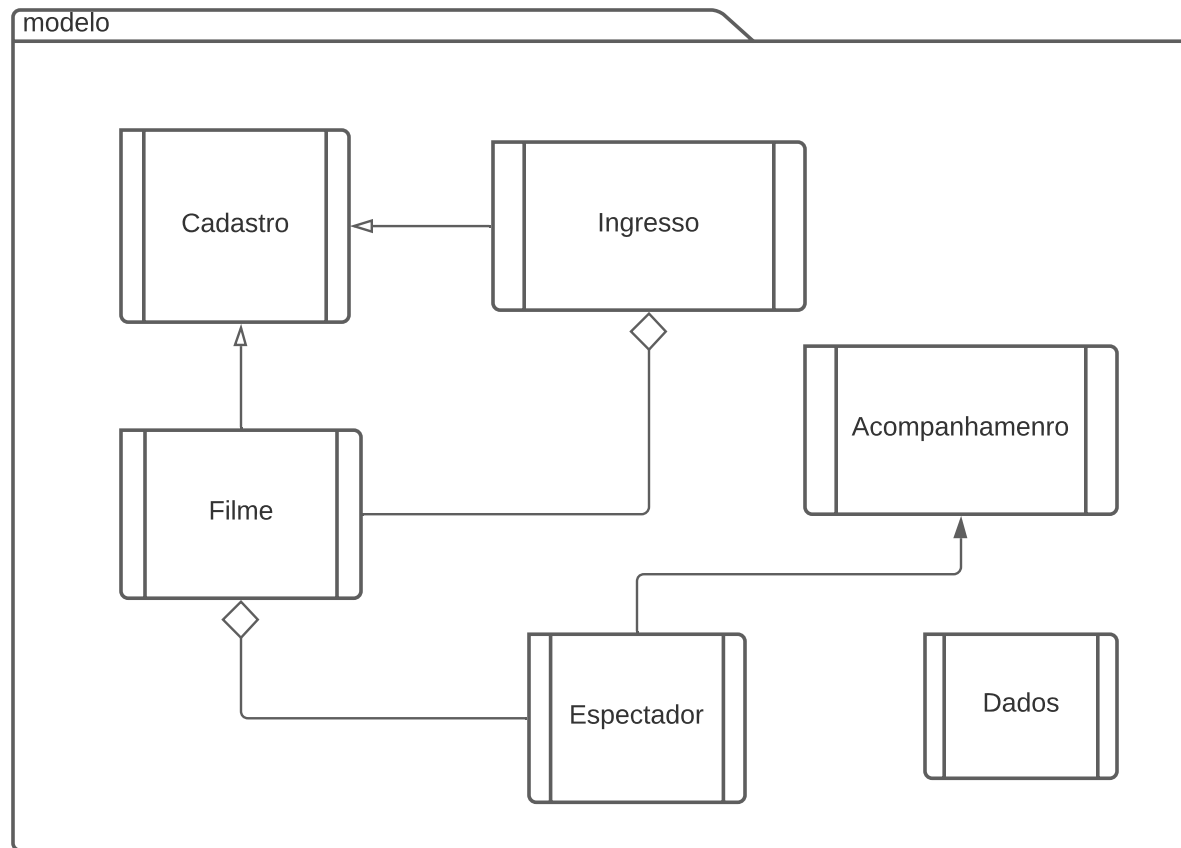 modelo
Cadastro
Ingresso
Acompanhamenro
Filme
Espectador
Dados